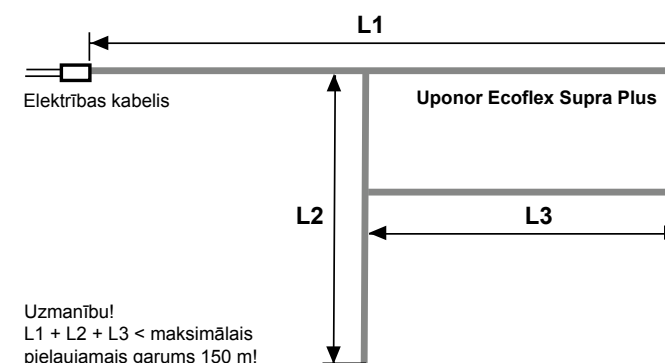 L1
Elektrības kabelis
Uponor Ecoflex Supra Plus
L2
L3
Uzmanību!
L1 + L2 + L3 < maksimālais
pieļaujamais garums 150 m!